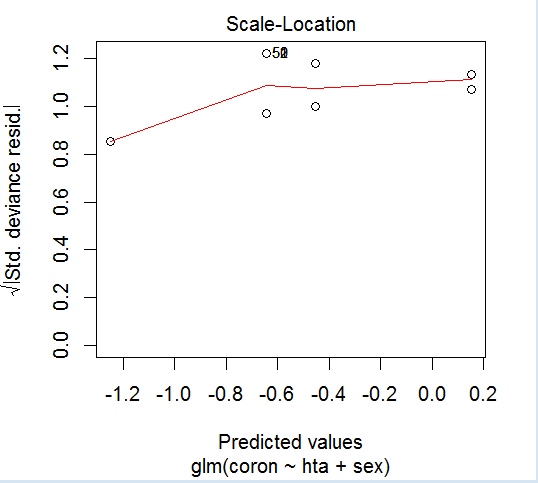 Scale-Location
√|Std. deviance resid.|
1.2
1.0
0.8
0.6
0.4
0.2
0.0
-1.2 -1.0 -0.8 -0.6 -0.4 -0.2 0.0 0.2
Predicted values
glm(coron ~ hta + sex)